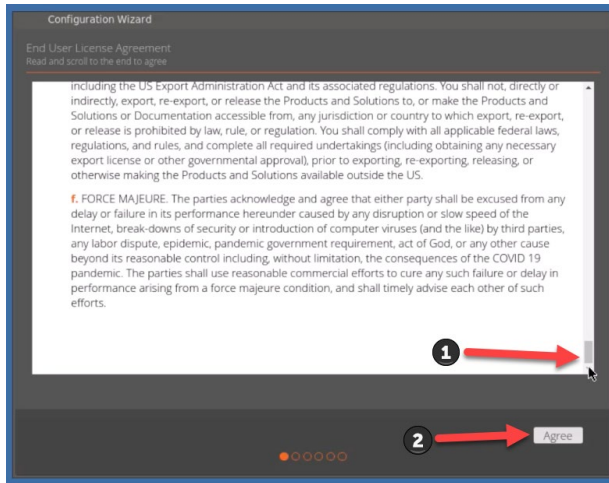 Configuration Wizard
End User License Agreement
Read and scroll to the end to agree
including the US Export Administration Act and its associated regulations. You shall not, directly or
indirectly, export, re-export, or release the Products and Solutions to, or make the Products and
Solutions or Documentation accessible from, any jurisdiction or country to which export, re-export,
or release is prohibited by law, rule, or regulation. You shall comply with all applicable federal laws,
regulations, and rules, and complete all required undertakings (including obtaining any necessary
export license or other governmental approval), prior to exporting, re-exporting, releasing, or
otherwise making the Products and Solutions available outside the US.
f. FORCE MAJEURE. The parties acknowledge and agree that either party shall be excused from any
delay or failure in its performance hereunder caused by any disruption or slow speed of the
Internet, break-downs of security or introduction of computer viruses (and the like) by third parties,
any labor dispute, epidemic, pandemic government requirement, act of God, or any other cause
beyond its reasonable control including, without limitation, the consequences of the COVID 19
pandemic. The parties shall use reasonable commercial efforts to cure any such failure or delay in
performance arising from a force majeure condition, and shall timely advise each other of such
efforts.
1
2
Agree